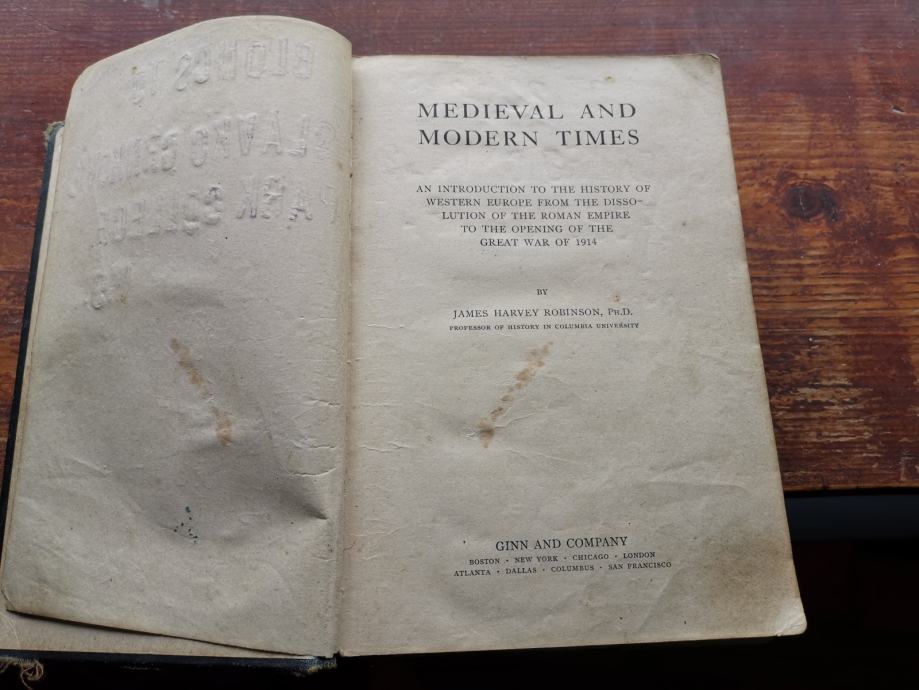 MEDIEVAL AND
MODERN TIMES
AN INTRODUCTION TO THE HISTORY OF
WESTERN EUROPE FROM THE DISSO-
LUTION OF THE ROMAN EMPIRE
TO THE OPENING OF THE
GREAT WAR OF 1914
BY
JAMES HARVEY ROBINSON, Ph.D.
PROFESSOR OF HISTORY IN COLUMBIA UNIVERSITY
GINN AND COMPANY
BOSTON · NEW YORK · CHICAGO · LONDON
ATLANTA · DALLAS · COLUMBUS · SAN FRANCISCO